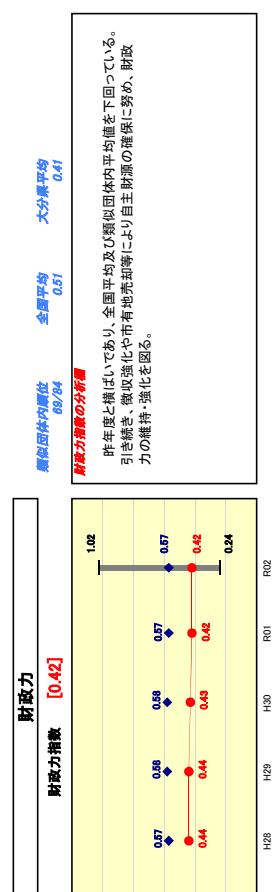 財政力
財政力指数 [0.42]
1.02
0.57
0.58
0.58
0.57
0.57
0.44
0.44
0.43
0.42
0.42
0.24
H28
H29
H30
R01
R02
類似団体内順位
69/84
全国平均
0.51
大分県平均
0.41
財政力指数の分析欄
昨年度と横ばいであり、全国平均及び類似団体内平均値を下回っている。
引き続き、徴収強化や市有地売却等により自主財源の確保に努め、財政
力の維持・強化を図る。